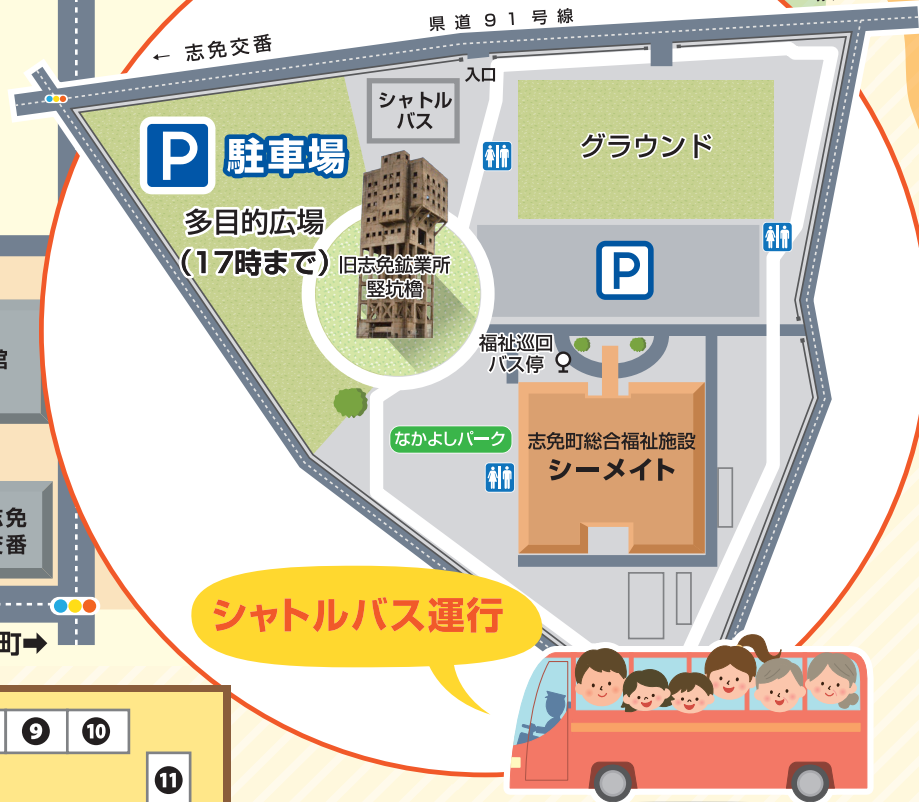 県道91号線
← 志免交番
入口
シャトル
バス
P 駐車場
グラウンド
多目的広場
(17時まで)
旧志免鉱業所
竪坑櫓
P
福祉巡回
バス停
なかよしパーク
志免町総合福祉施設
シーメイト
館
志免
交番
シャトルバス運行
町➡
9
10
11